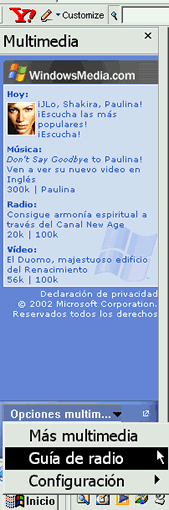 Y!
Customize
Multimedia
WindowsMedia.com
Hoy:
¡JLo, Shakira, Paulina!
¡Escucha las más
populares!
¡Escucha!
Música:
Don't Say Goodbye to Paulina!
Ven a ver su nuevo video en
Inglés
300k | Paulina
Radio:
Consigue armonía espiritual a
través del Canal New Age
20k | 100k
Vídeo:
El Duomo, majestuoso edificio
del Renacimiento
56k | 100k
Declaración de privacidad
© 2002 Microsoft Corporation.
Reservados todos los derechos
Opciones multim...
Más multimedia
Guía de radio
Configuración
Inicio